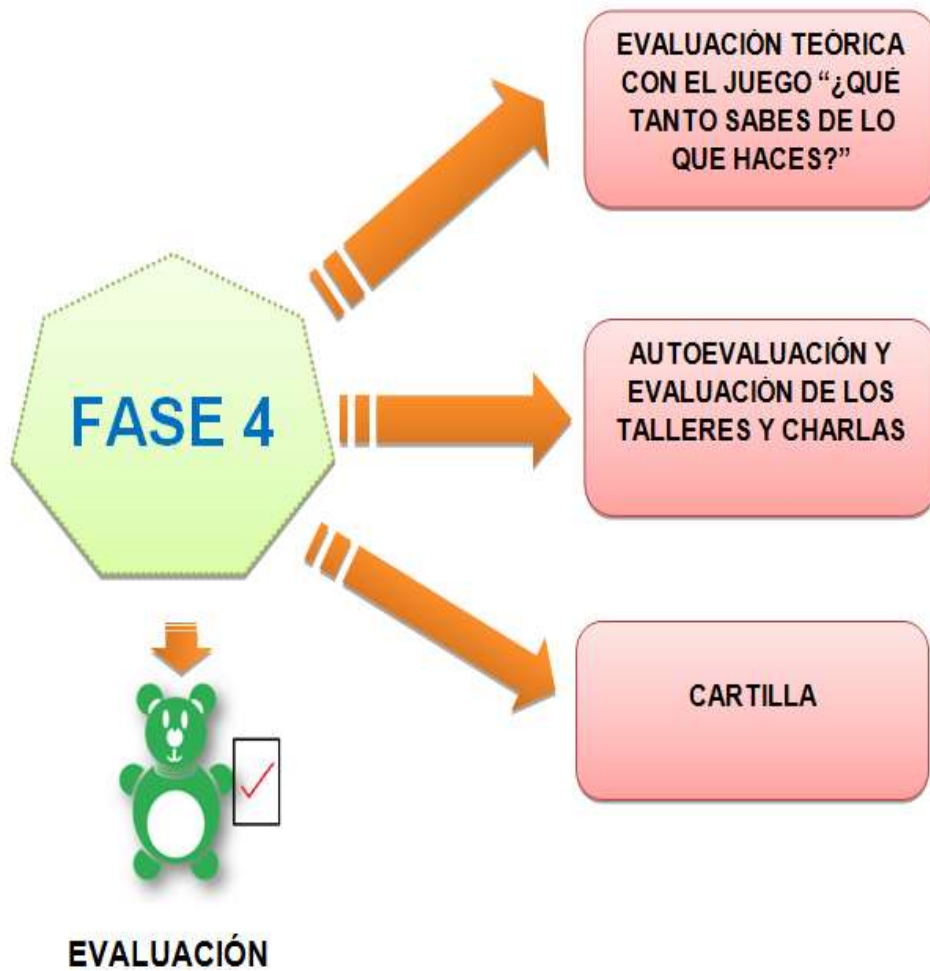 EVALUACIÓN TEÓRICA
CON EL JUEGO “¿QUÉ
TANTO SABES DE LO
QUE HACES?”
FASE 4
AUTOEVALUACIÓN Y
EVALUACIÓN DE LOS
TALLERES Y CHARLAS
CARTILLA
EVALUACIÓN